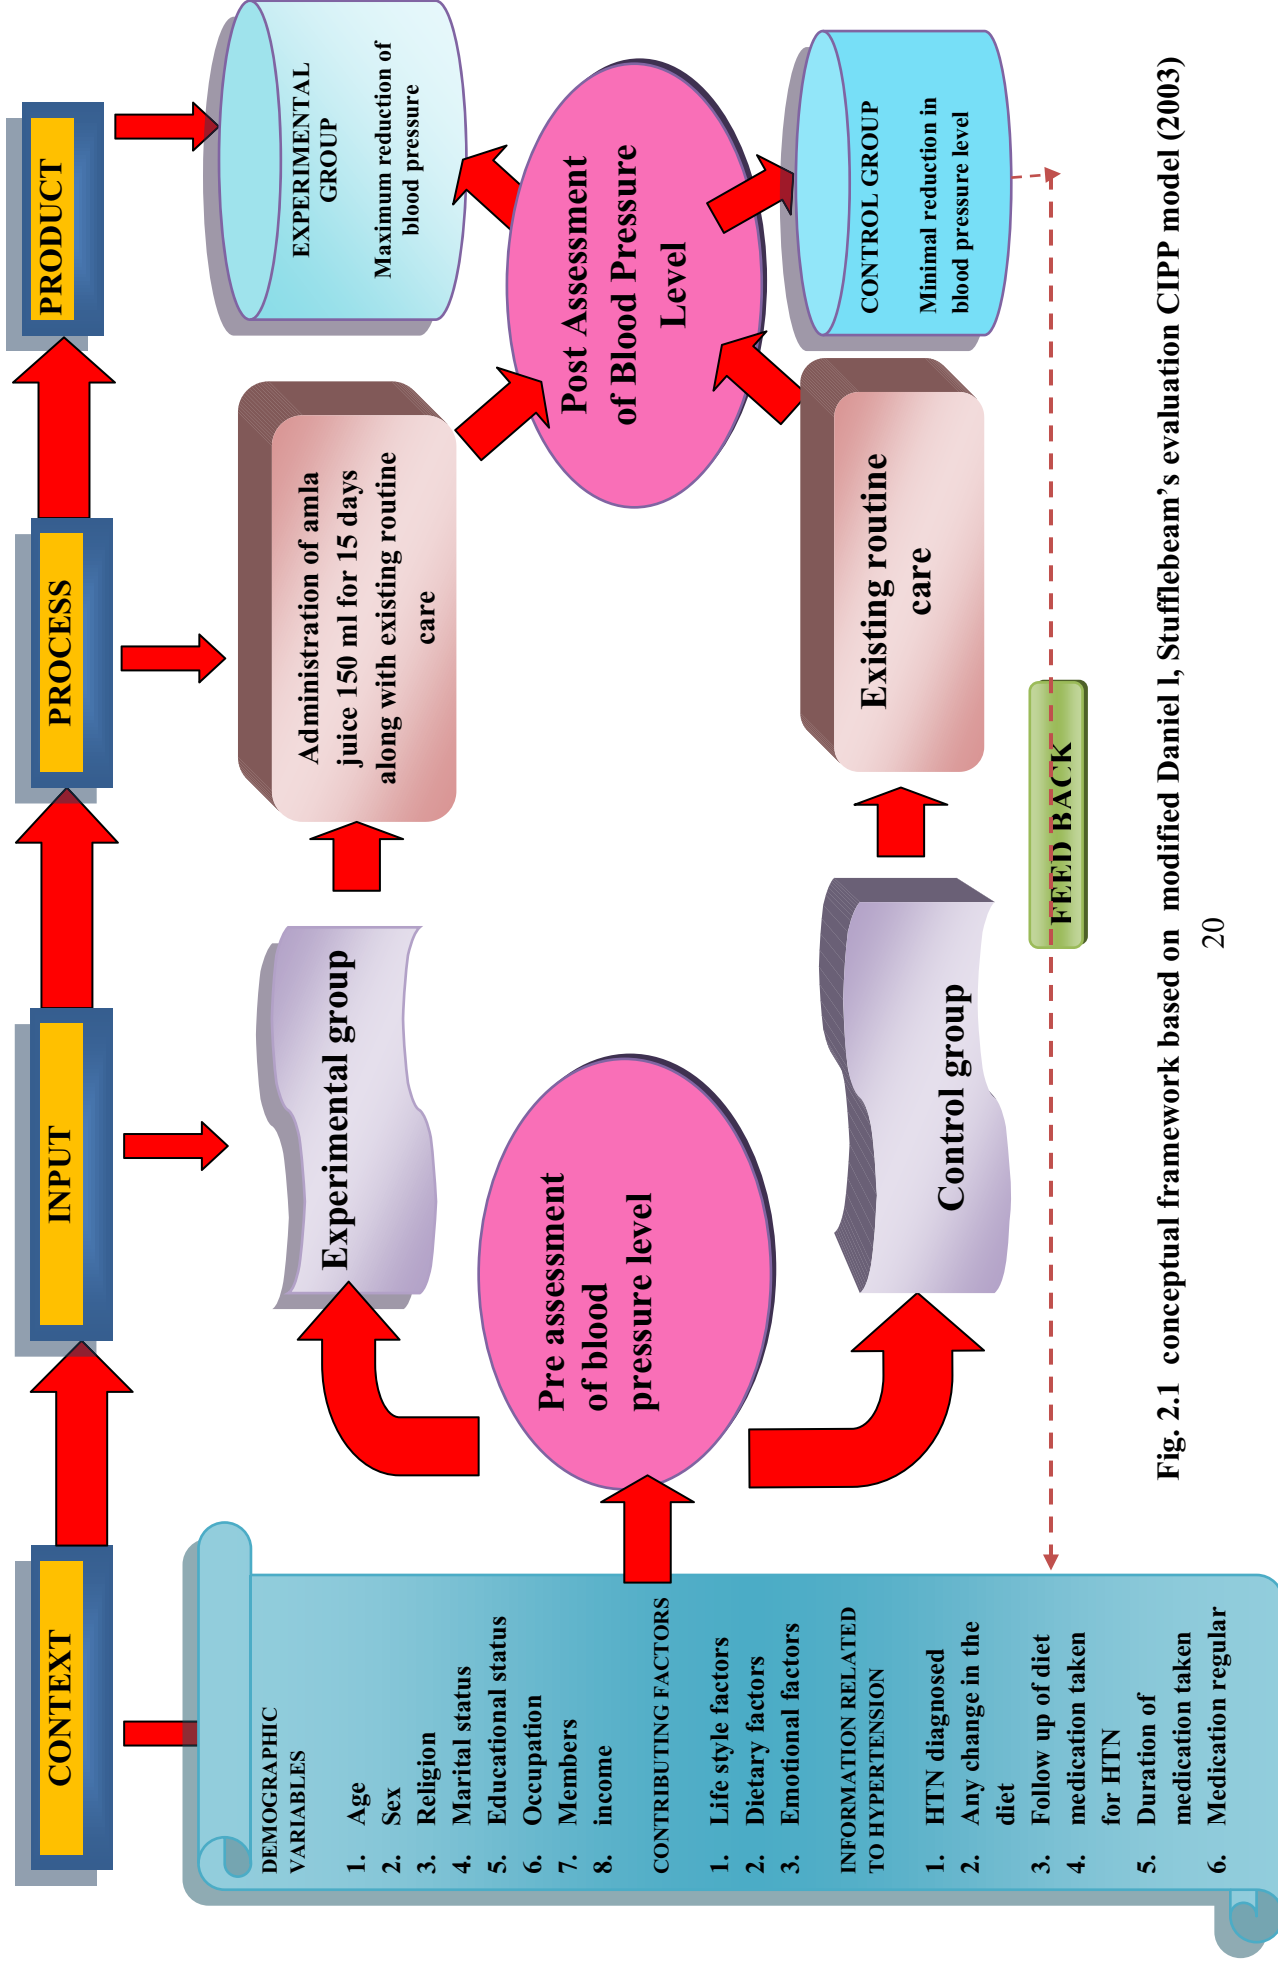 CONTEXT
INPUT
PROCESS
PRODUCT
DEMOGRAPHIC
VARIABLES
1. Age
2. Sex
3. Religion
4. Marital status
5. Educational status
6. Occupation
7. Members
8. income
CONTRIBUTING FACTORS
1. Life style factors
2. Dietary factors
3. Emotional factors
INFORMATION RELATED
TO HYPERTENSION
1. HTN diagnosed
2. Any change in the
diet
3. Follow up of diet
4. medication taken
for HTN
5. Duration of
medication taken
6. Medication regular
Pre assessment
of blood
pressure level
Experimental group
Control group
Administration of amla
juice 150 ml for 15 days
along with existing routine
care
Existing routine
care
Post Assessment
of Blood Pressure
Level
EXPERIMENTAL
GROUP
Maximum reduction of
blood pressure
CONTROL GROUP
Minimal reduction in
blood pressure level
FEED BACK
Fig. 2.1 conceptual framework based on modified Daniel l, Stufflebeam’s evaluation CIPP model (2003)
20